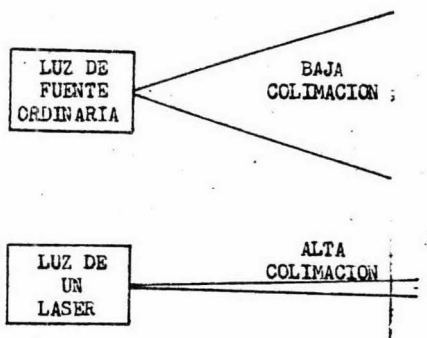 LUZ DE
FUENTE
ORDINARIA
BAJA
COLIMACION
LUZ DE
UN
LASER
ALTA
COLIMACION